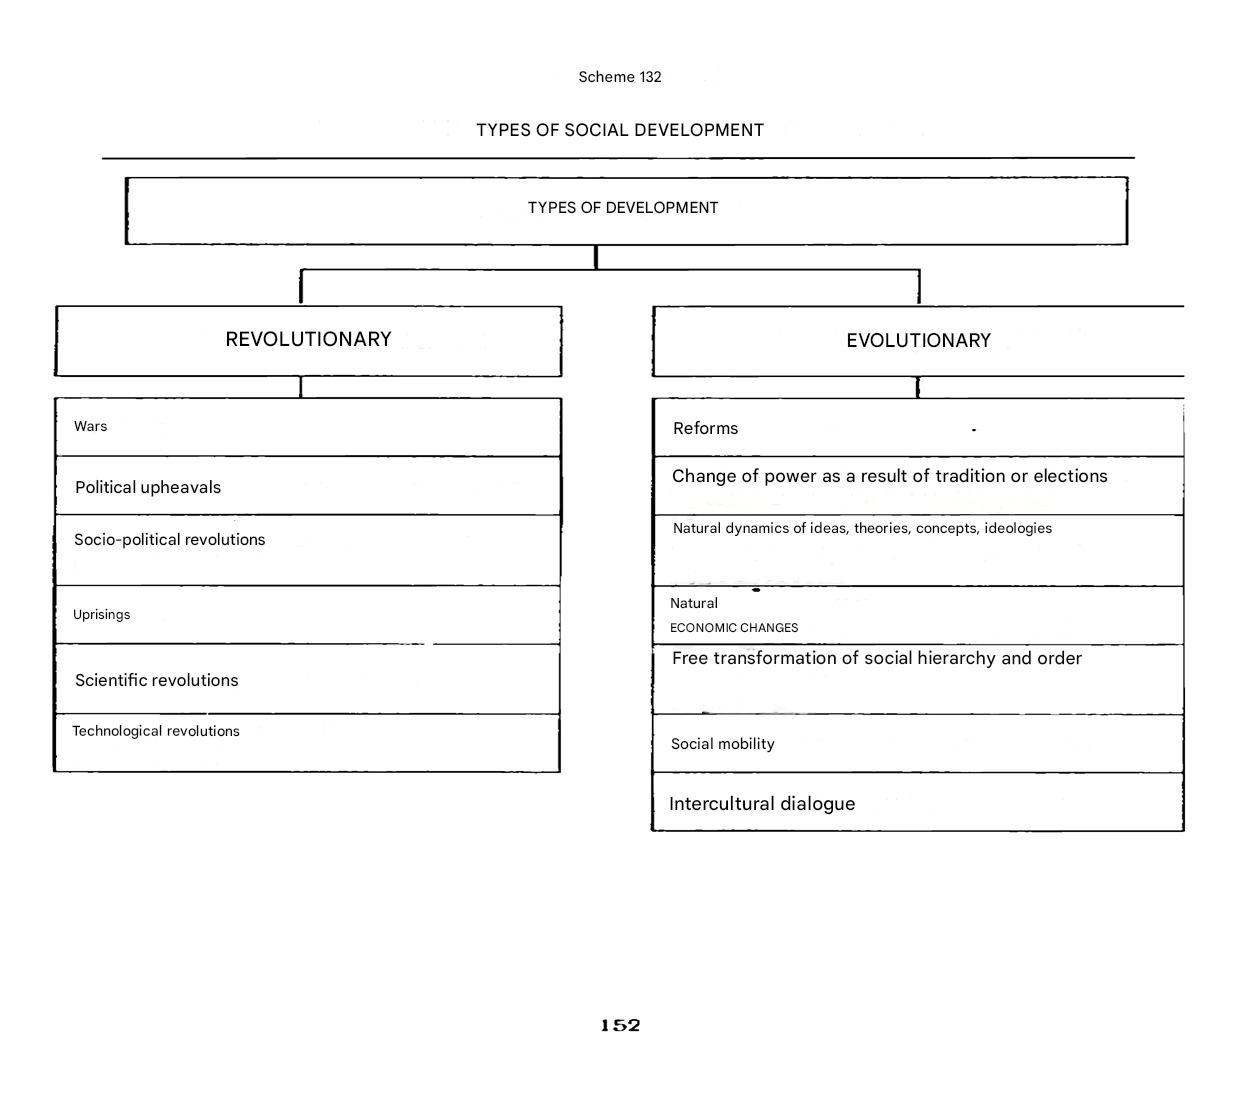 Scheme 132
TYPES OF SOCIAL DEVELOPMENT
TYPES OF DEVELOPMENT
REVOLUTIONARY
Wars
Political upheavals
Socio-political revolutions
Uprisings
Scientific revolutions
Technological revolutions
EVOLUTIONARY
Reforms
Change of power as a result of tradition or elections
Natural dynamics of ideas, theories, concepts, ideologies
Natural
ECONOMIC CHANGES
Free transformation of social hierarchy and order
Social mobility
Intercultural dialogue
152